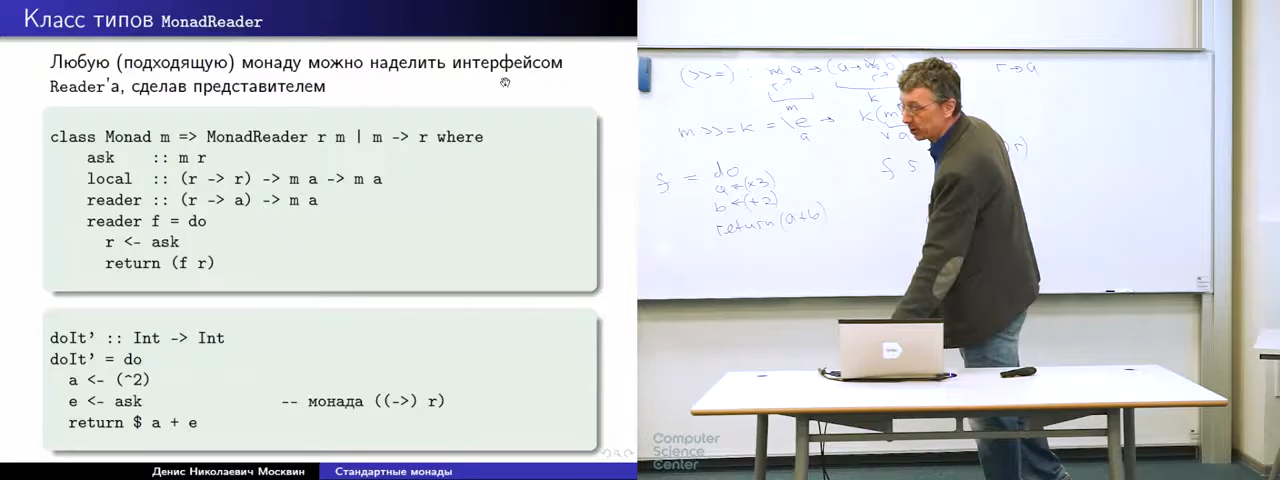 Класс типов MonadReader
Любую (подходящую) монаду можно наделить интерфейсом
Reader'а, сделав представителем
class Monad m => MonadReader r m | m -> r where
ask :: m r
local :: (r -> r) -> m a -> m a
reader :: (r -> a) -> m a
reader f = do
r <- ask
return (f r)
doIt' :: Int -> Int
doIt' = do
a <- (^2)
e <- ask -- монада ((->) r)
return $ a + e
Денис Николаевич Москвин Стандартные монады
(>>=) :
r → a
m
k
m >>= k = \e →
f = do
a ← (×3)
b ← (+2)
return (a+b)
f 5
Computer
Science
Center